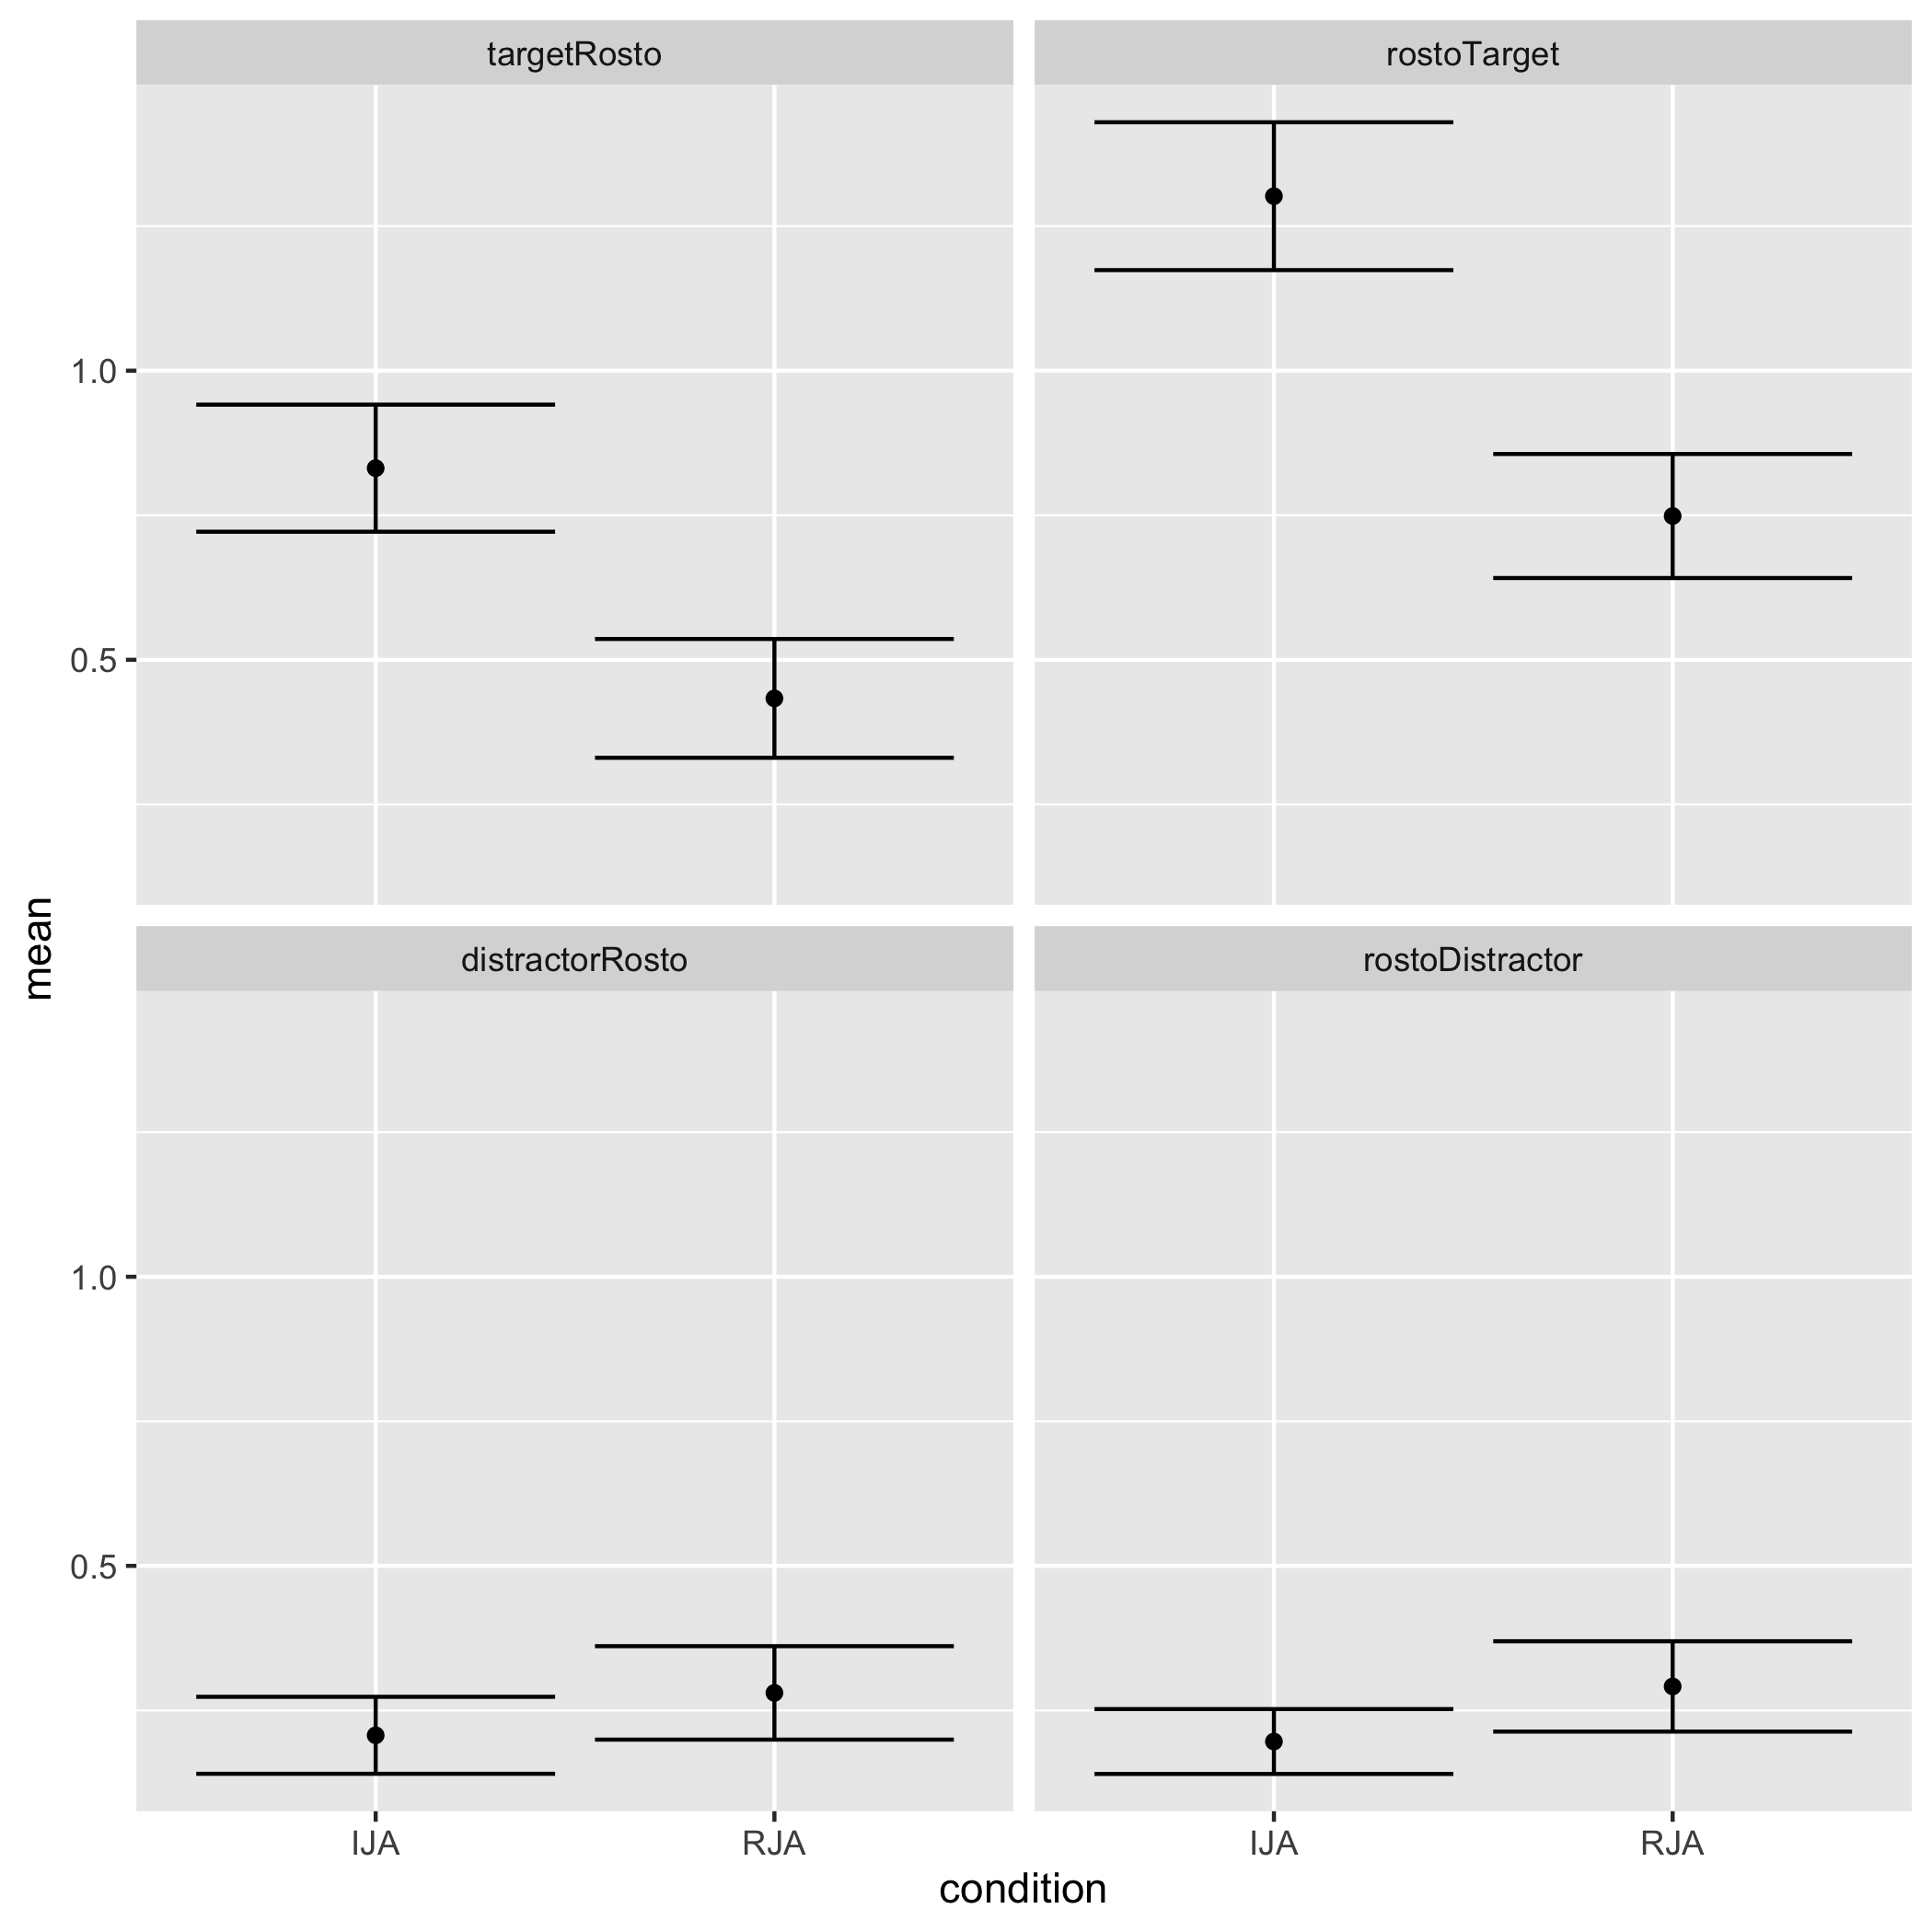 targetRosto
rostoTarget
1.0
0.5
mean
distractorRosto
rostoDistractor
1.0
0.5
IJA
RJA
IJA
RJA
condition